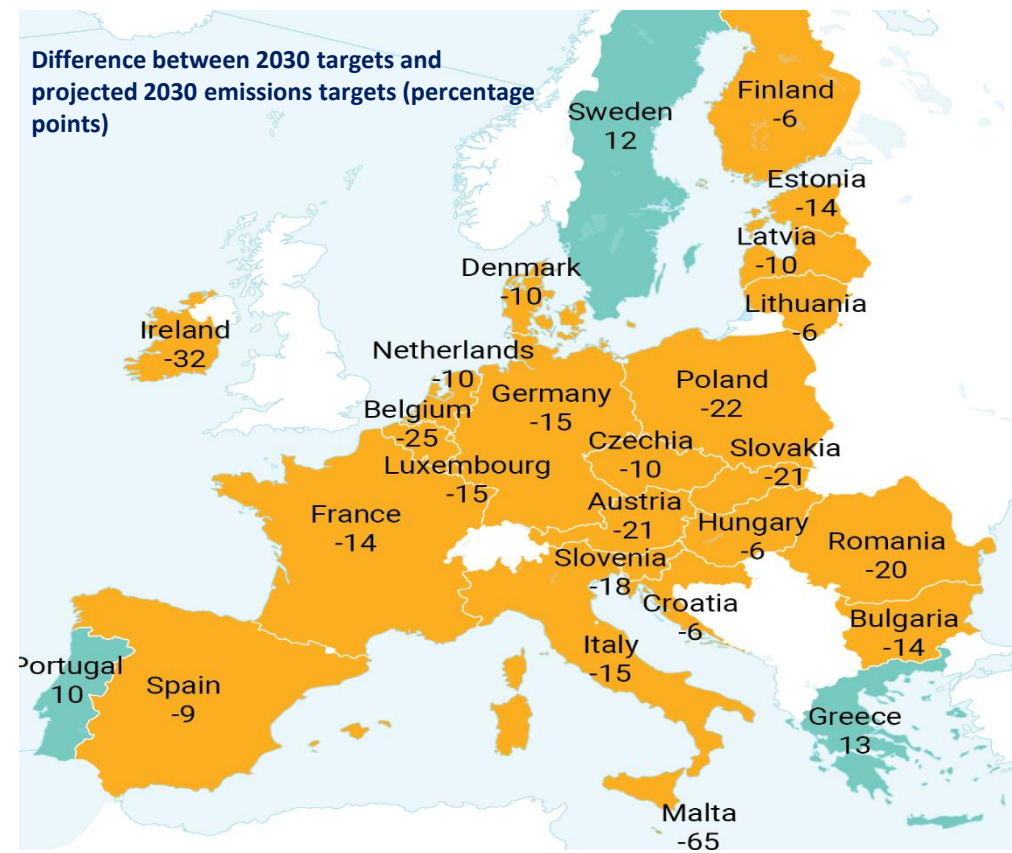 Difference between 2030 targets and
projected 2030 emissions targets (percentage
points)
Sweden
12
Finland
-6
Estonia
-14
Latvia
-10
Lithuania
-6
Denmark
-10
Ireland
-32
Netherlands
-10
Belgium
-25
Luxembourg
-15
Germany
-15
Poland
-22
Czechia
-10
Slovakia
-21
Austria
-21
Hungary
-6
Slovenia
-18
Croatia
-6
Romania
-20
Bulgaria
-14
France
-14
Italy
-15
Portugal
10
Spain
-9
Greece
13
Malta
-65